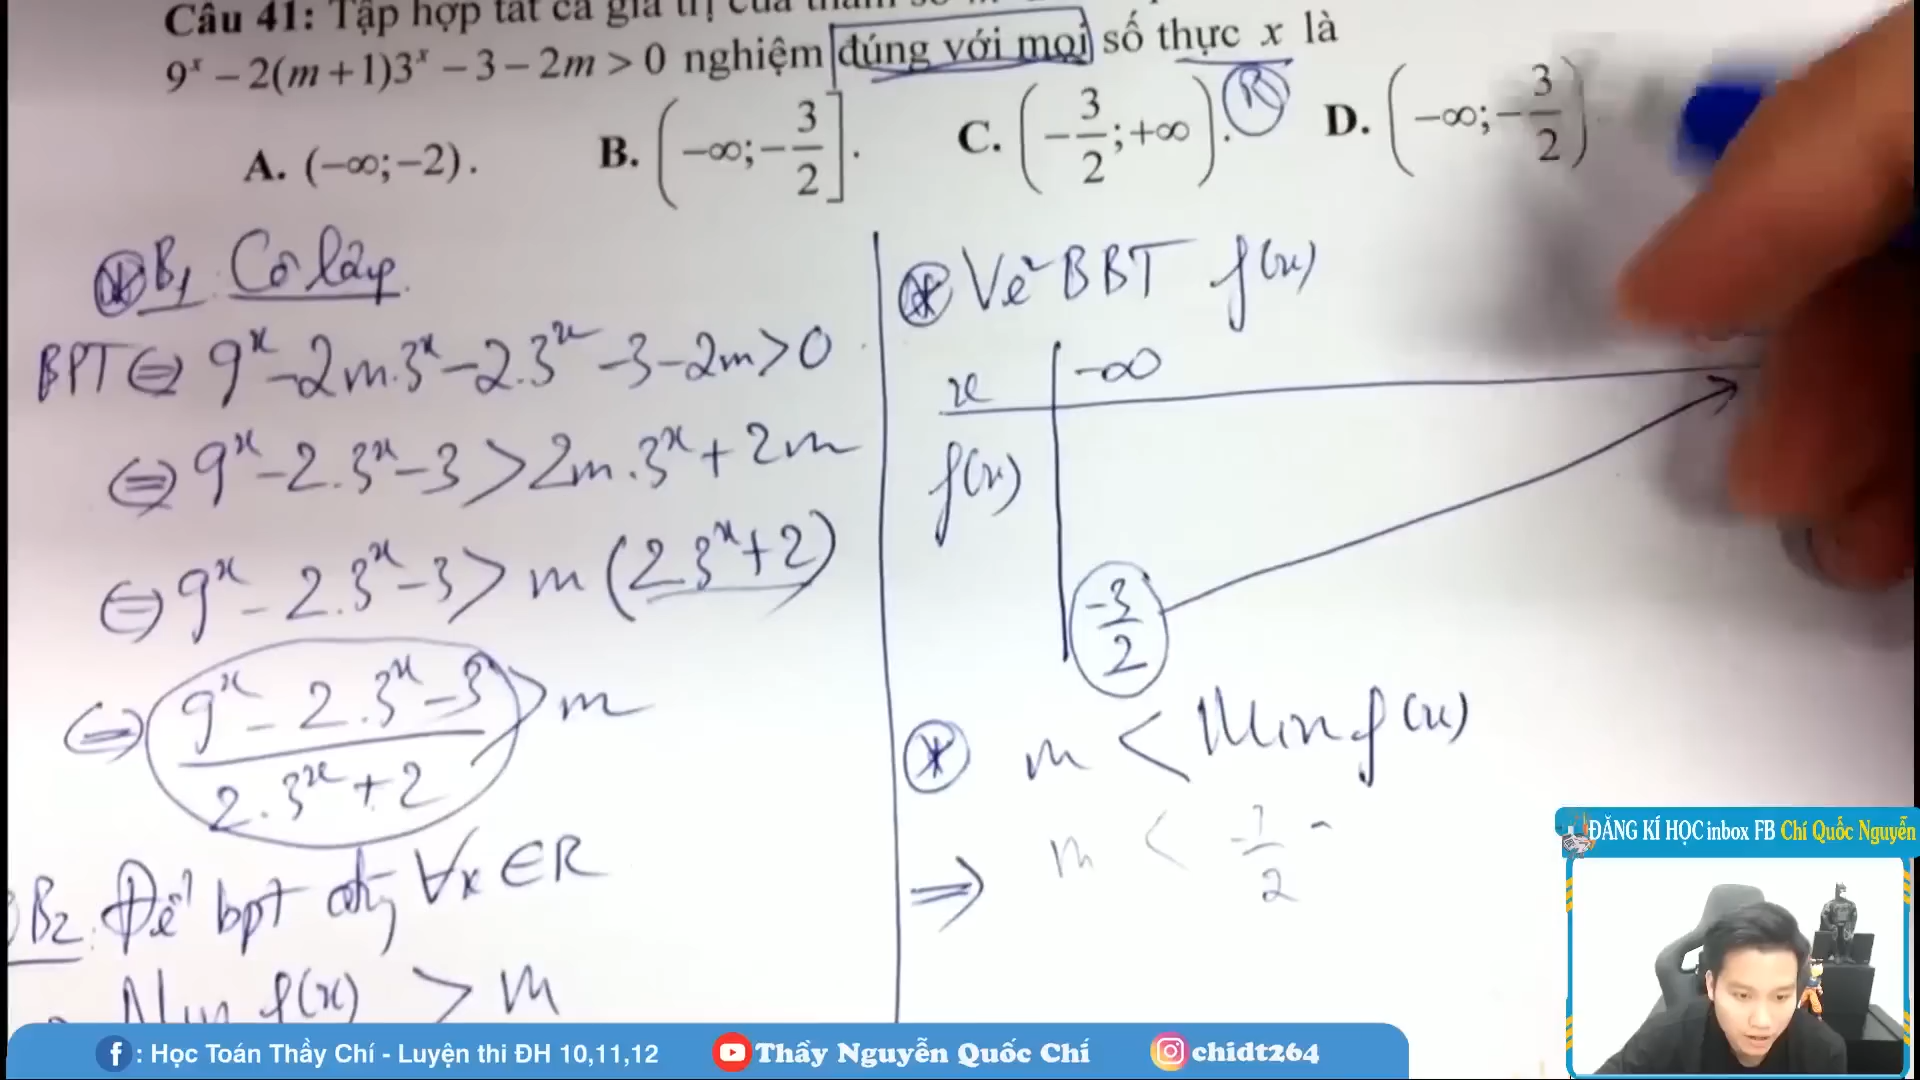 Câu 41: Tập hợp tất cả giá trị của tham số
9ˣ − 2(m+1)3ˣ − 3 − 2m > 0 nghiệm đúng với mọi số thực x là
A. (−∞; −2). B. (−∞; −3/2]. C. (−3/2; +∞). D. (−∞; −3/2)
R
B₁ Cô lập
BPT ⇔ 9ˣ − 2m.3ˣ − 2.3ˣ − 3 − 2m > 0
⇔ 9ˣ − 2.3ˣ − 3 > 2m.3ˣ + 2m
⇔ 9ˣ − 2.3ˣ − 3 > m (2.3ˣ + 2)
⇔ (9ˣ − 2.3ˣ − 3)/(2.3ˣ + 2) > m
B₂. Để bpt đúng ∀x ∈ R
Min f(x) > m
Vẽ BBT f(x)
x −∞
f(x)
−3/2
m < Min f(x)
⇒ m <
ĐĂNG KÍ HỌC inbox FB Chí Quốc Nguyễn
f : Học Toán Thầy Chí - Luyện thi ĐH 10,11,12 Thầy Nguyễn Quốc Chí chidt264